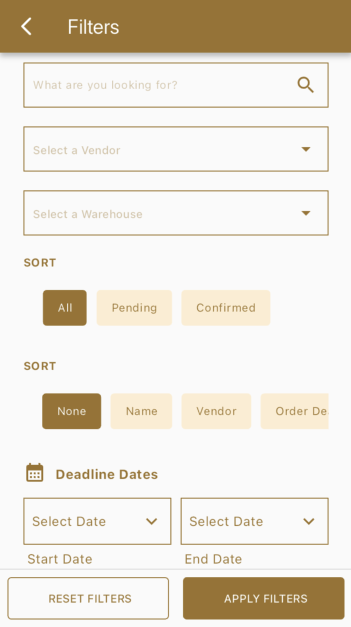 Filters
What are you looking for?
Select a Vendor
Select a Warehouse
SORT
All Pending Confirmed
SORT
None Name Vendor Order De
Deadline Dates
Select Date Select Date
Start Date End Date
RESET FILTERS APPLY FILTERS